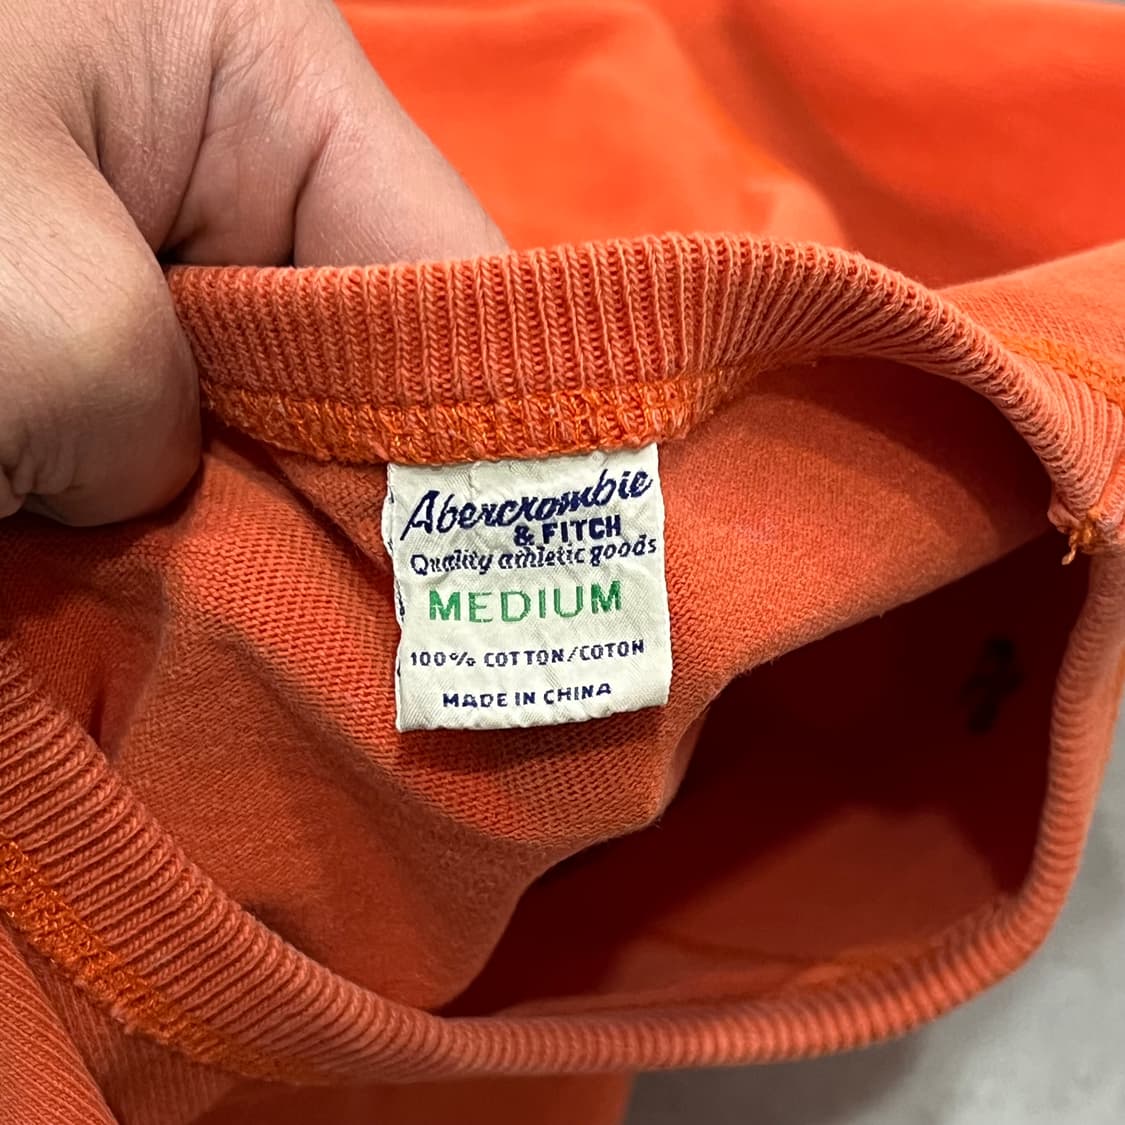 Abercrombie
& FITCH
Quality athletic goods
MEDIUM
100% COTTON/COTON
MADE IN CHINA